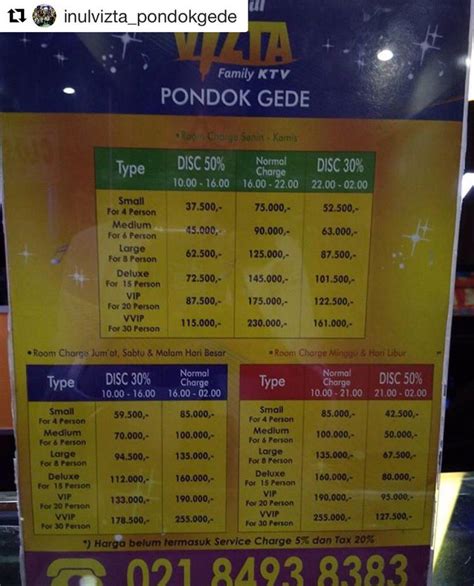 inulvizta_pondokgede
VIZTA
Family KTV
PONDOK GEDE
• Room Charge Senin - Kamis
Type DISC 50% 10.00 - 16.00 Normal Charge 16.00 - 22.00 DISC 30% 22.00 - 02.00
Small For 4 Person 37.500,- 75.000,- 52.500,-
Medium For 6 Person 45.000,- 90.000,- 63.000,-
Large For 8 Person 62.500,- 125.000,- 87.500,-
Deluxe For 15 Person 72.500,- 145.000,- 101.500,-
VIP For 20 Person 87.500,- 175.000,- 122.500,-
VVIP For 30 Person 115.000,- 230.000,- 161.000,-
• Room Charge Jum'at, Sabtu & Malam Hari Besar
Type DISC 30% 10.00 - 16.00 Normal Charge 16.00 - 02.00
Small For 4 Person 59.500,- 85.000,-
Medium For 6 Person 70.000,- 100.000,-
Large For 8 Person 94.500,- 135.000,-
Deluxe For 15 Person 112.000,- 160.000,-
VIP For 20 Person 133.000,- 190.000,-
VVIP For 30 Person 178.500,- 255.000,-
• Room Charge Minggu & Hari Libur
Type Normal Charge 10.00 - 21.00 DISC 50% 21.00 - 02.00
Small For 4 Person 85.000,- 42.500,-
Medium For 6 Person 100.000,- 50.000,-
Large For 8 Person 135.000,- 67.500,-
Deluxe For 15 Person 160.000,- 80.000,-
VIP For 20 Person 190.000,- 95.000,-
VVIP For 30 Person 255.000,- 127.500,-
*) Harga belum termasuk Service Charge 5% dan Tax 20%
021 8493 8383